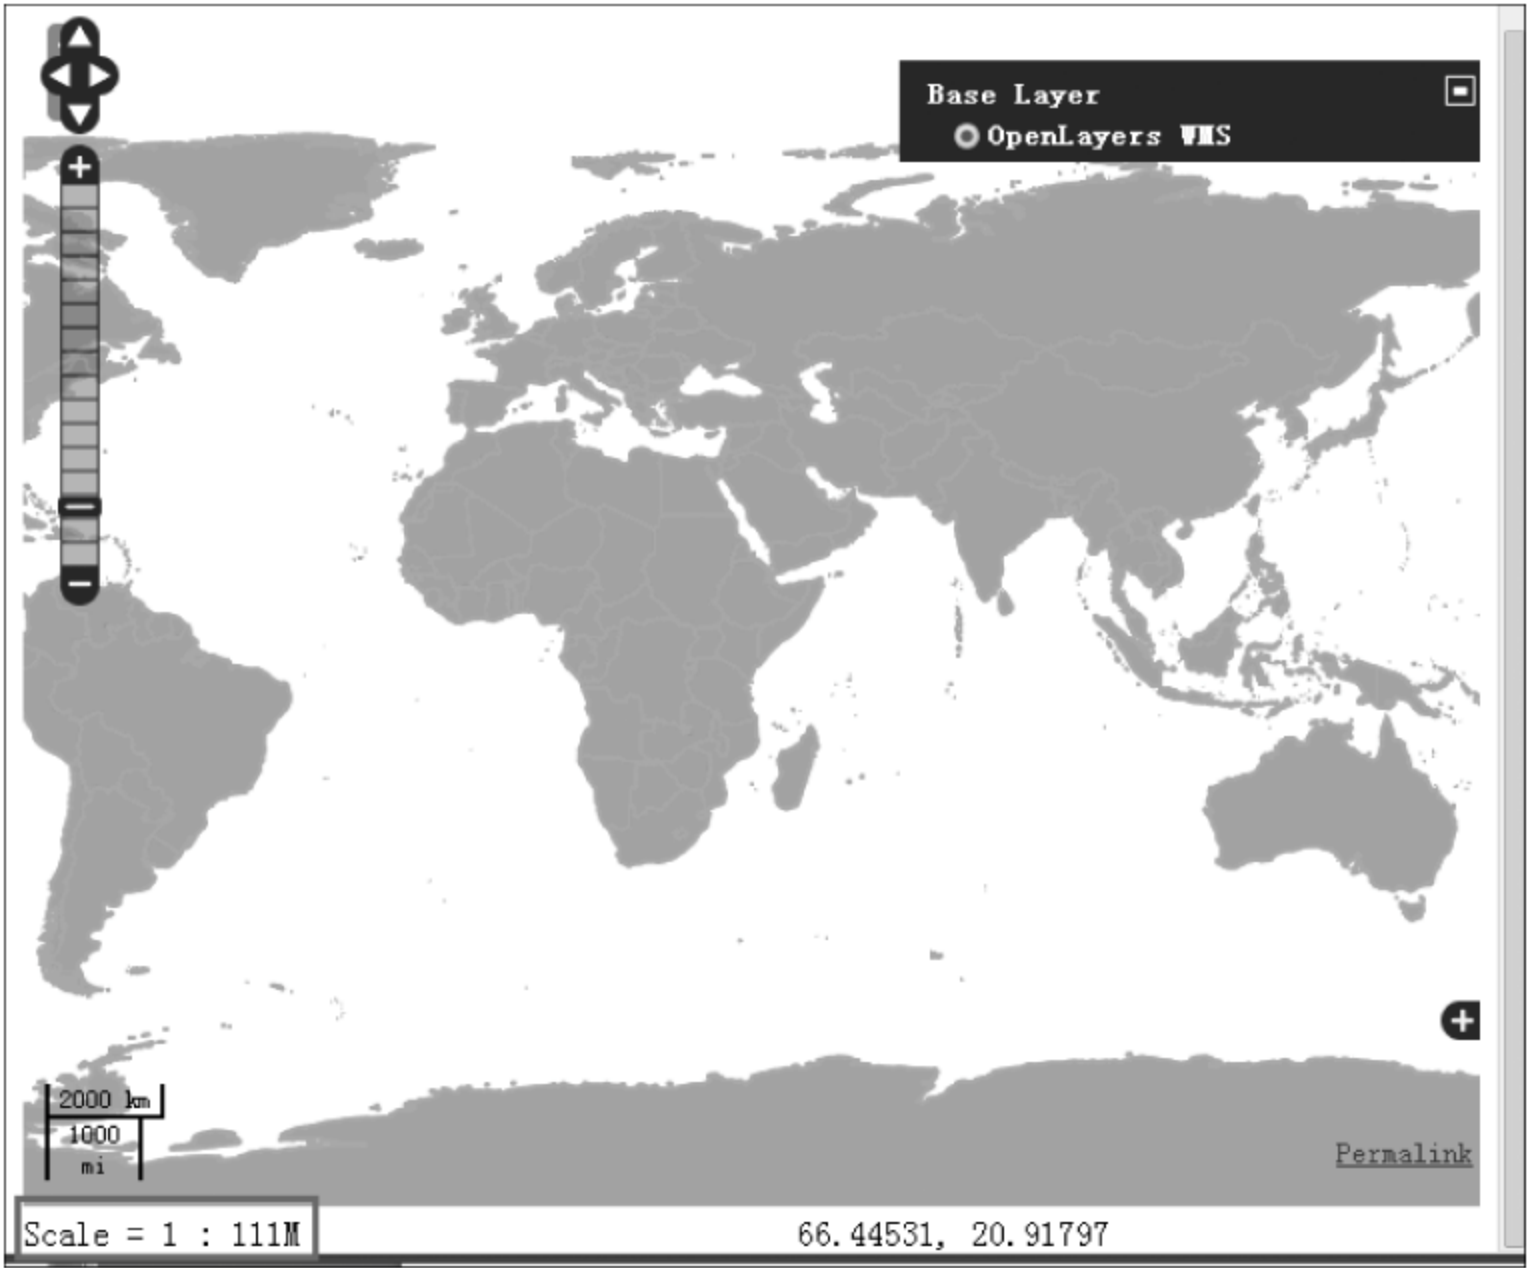 Base Layer
OpenLayers WMS
2000 km
1000
mi
Permalink
Scale = 1 : 111M
66.44531, 20.91797